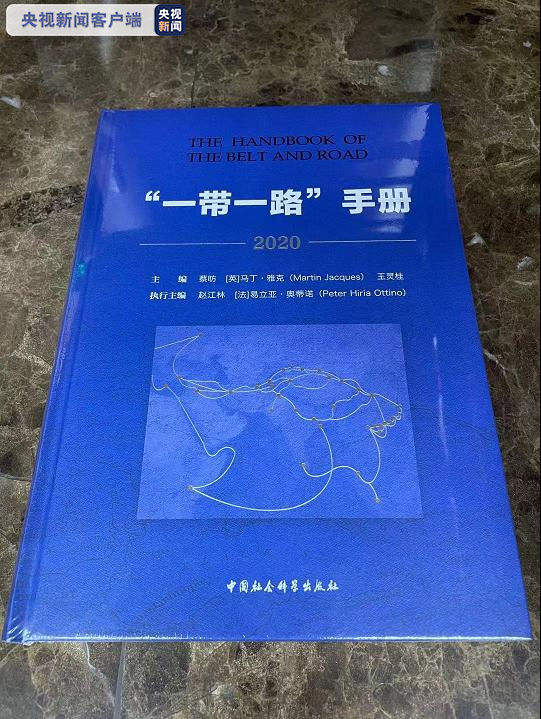 央视新闻客户端
央视
新闻
THE HANDBOOK OF
THE BELT AND ROAD
“一带一路”手册
2020
主 编 蔡昉 [英]马丁·雅克（Martin Jacques） 王灵桂
执行主编 赵江林 [法]易立亚·奥蒂诺（Peter Hiria Ottino）
中国社会科学出版社